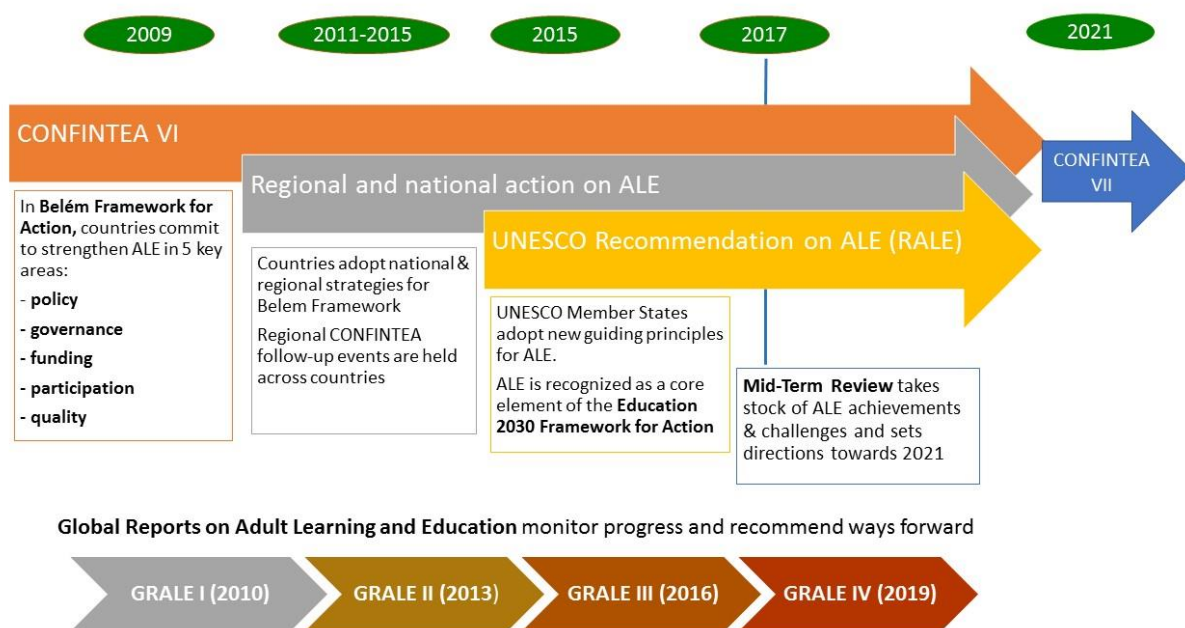 2009
2011-2015
2015
2017
2021
CONFINTEA VI
Regional and national action on ALE
UNESCO Recommendation on ALE (RALE)
CONFINTEA
VII
In Belém Framework for
Action, countries commit
to strengthen ALE in 5 key
areas:
- policy
- governance
- funding
- participation
- quality
Countries adopt national &
regional strategies for
Belem Framework
Regional CONFINTEA
follow-up events are held
across countries
UNESCO Member States
adopt new guiding principles
for ALE.
ALE is recognized as a core
element of the Education
2030 Framework for Action
Mid-Term Review takes
stock of ALE achievements
& challenges and sets
directions towards 2021
Global Reports on Adult Learning and Education monitor progress and recommend ways forward
GRALE I (2010)
GRALE II (2013)
GRALE III (2016)
GRALE IV (2019)